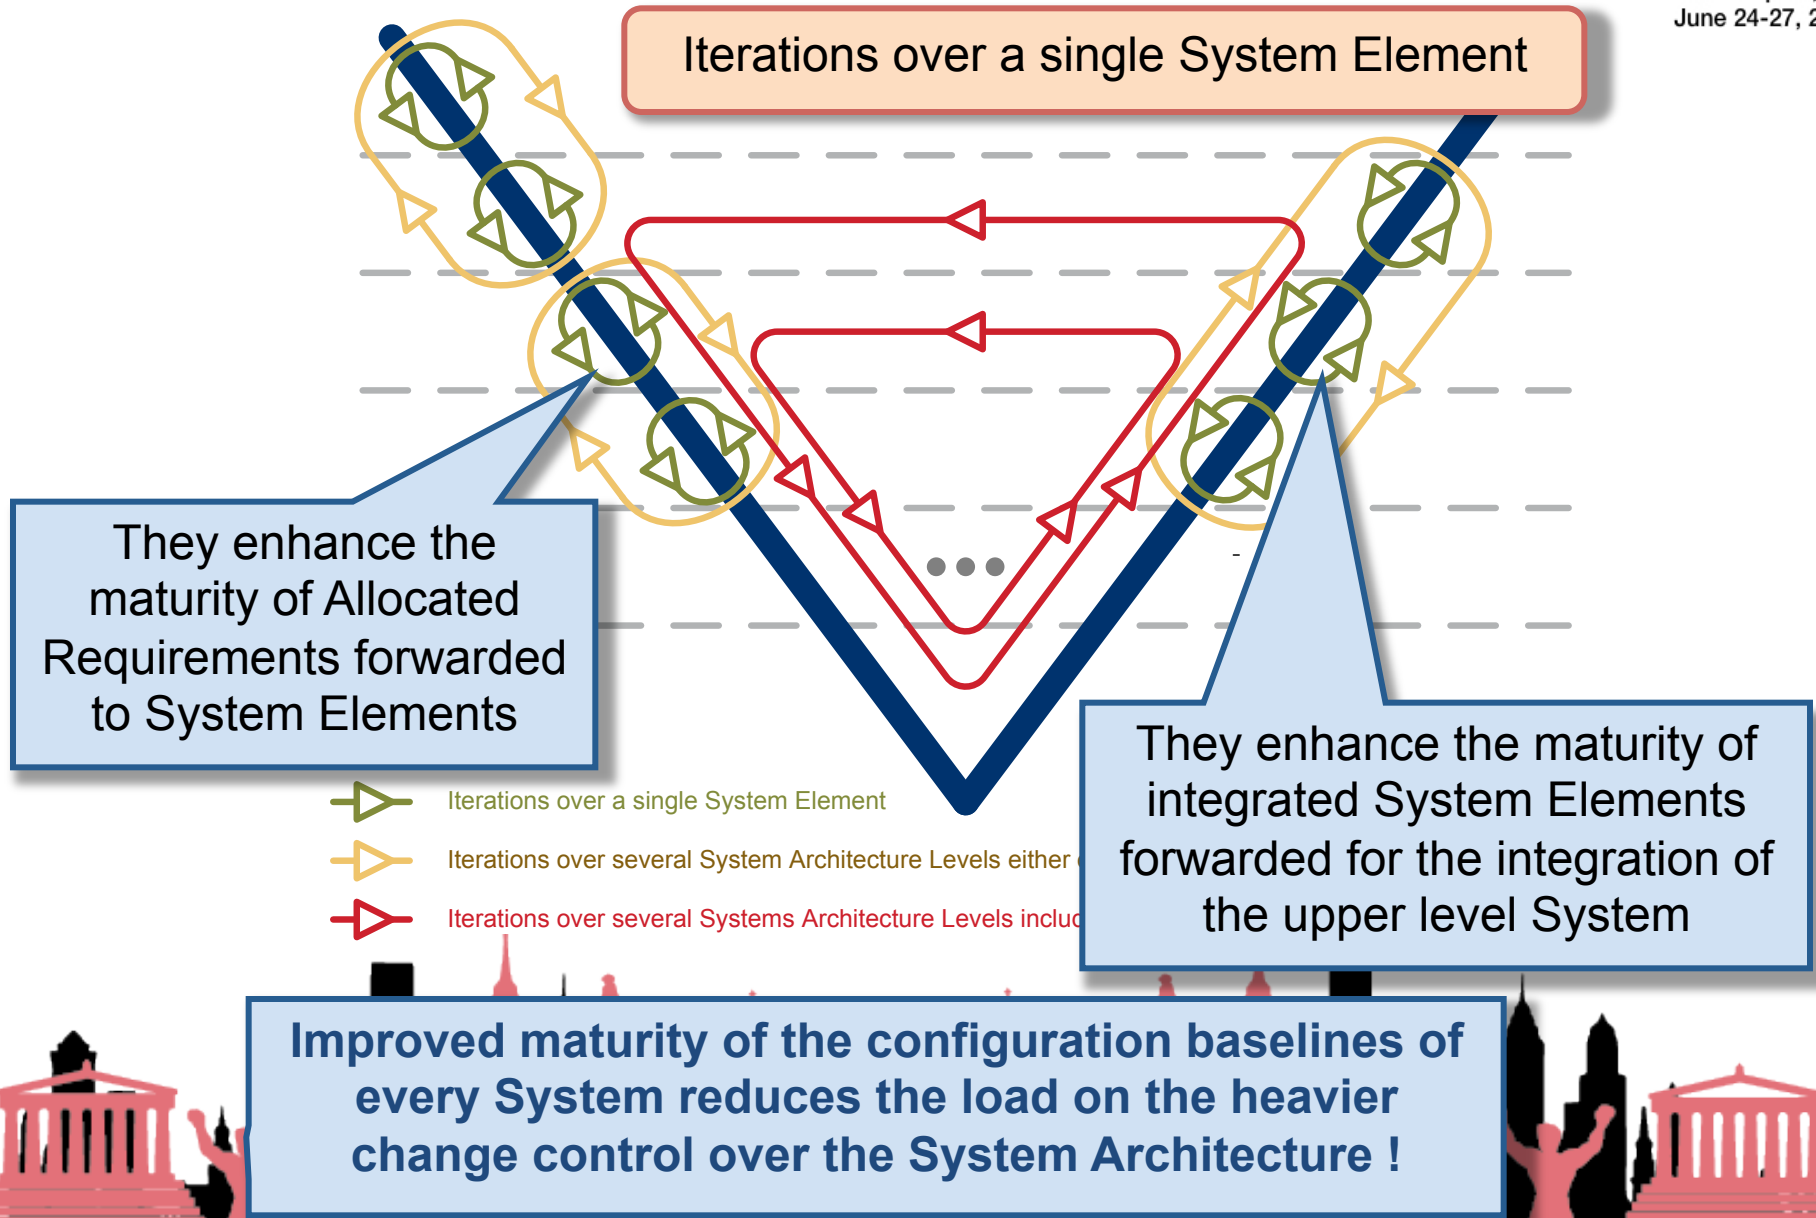 June 24-27, 2
Iterations over a single System Element
They enhance the
maturity of Allocated
Requirements forwarded
to System Elements
They enhance the maturity of
integrated System Elements
forwarded for the integration of
the upper level System
Iterations over a single System Element
Iterations over several System Architecture Levels either
Iterations over several Systems Architecture Levels includ
Improved maturity of the configuration baselines of
every System reduces the load on the heavier
change control over the System Architecture !